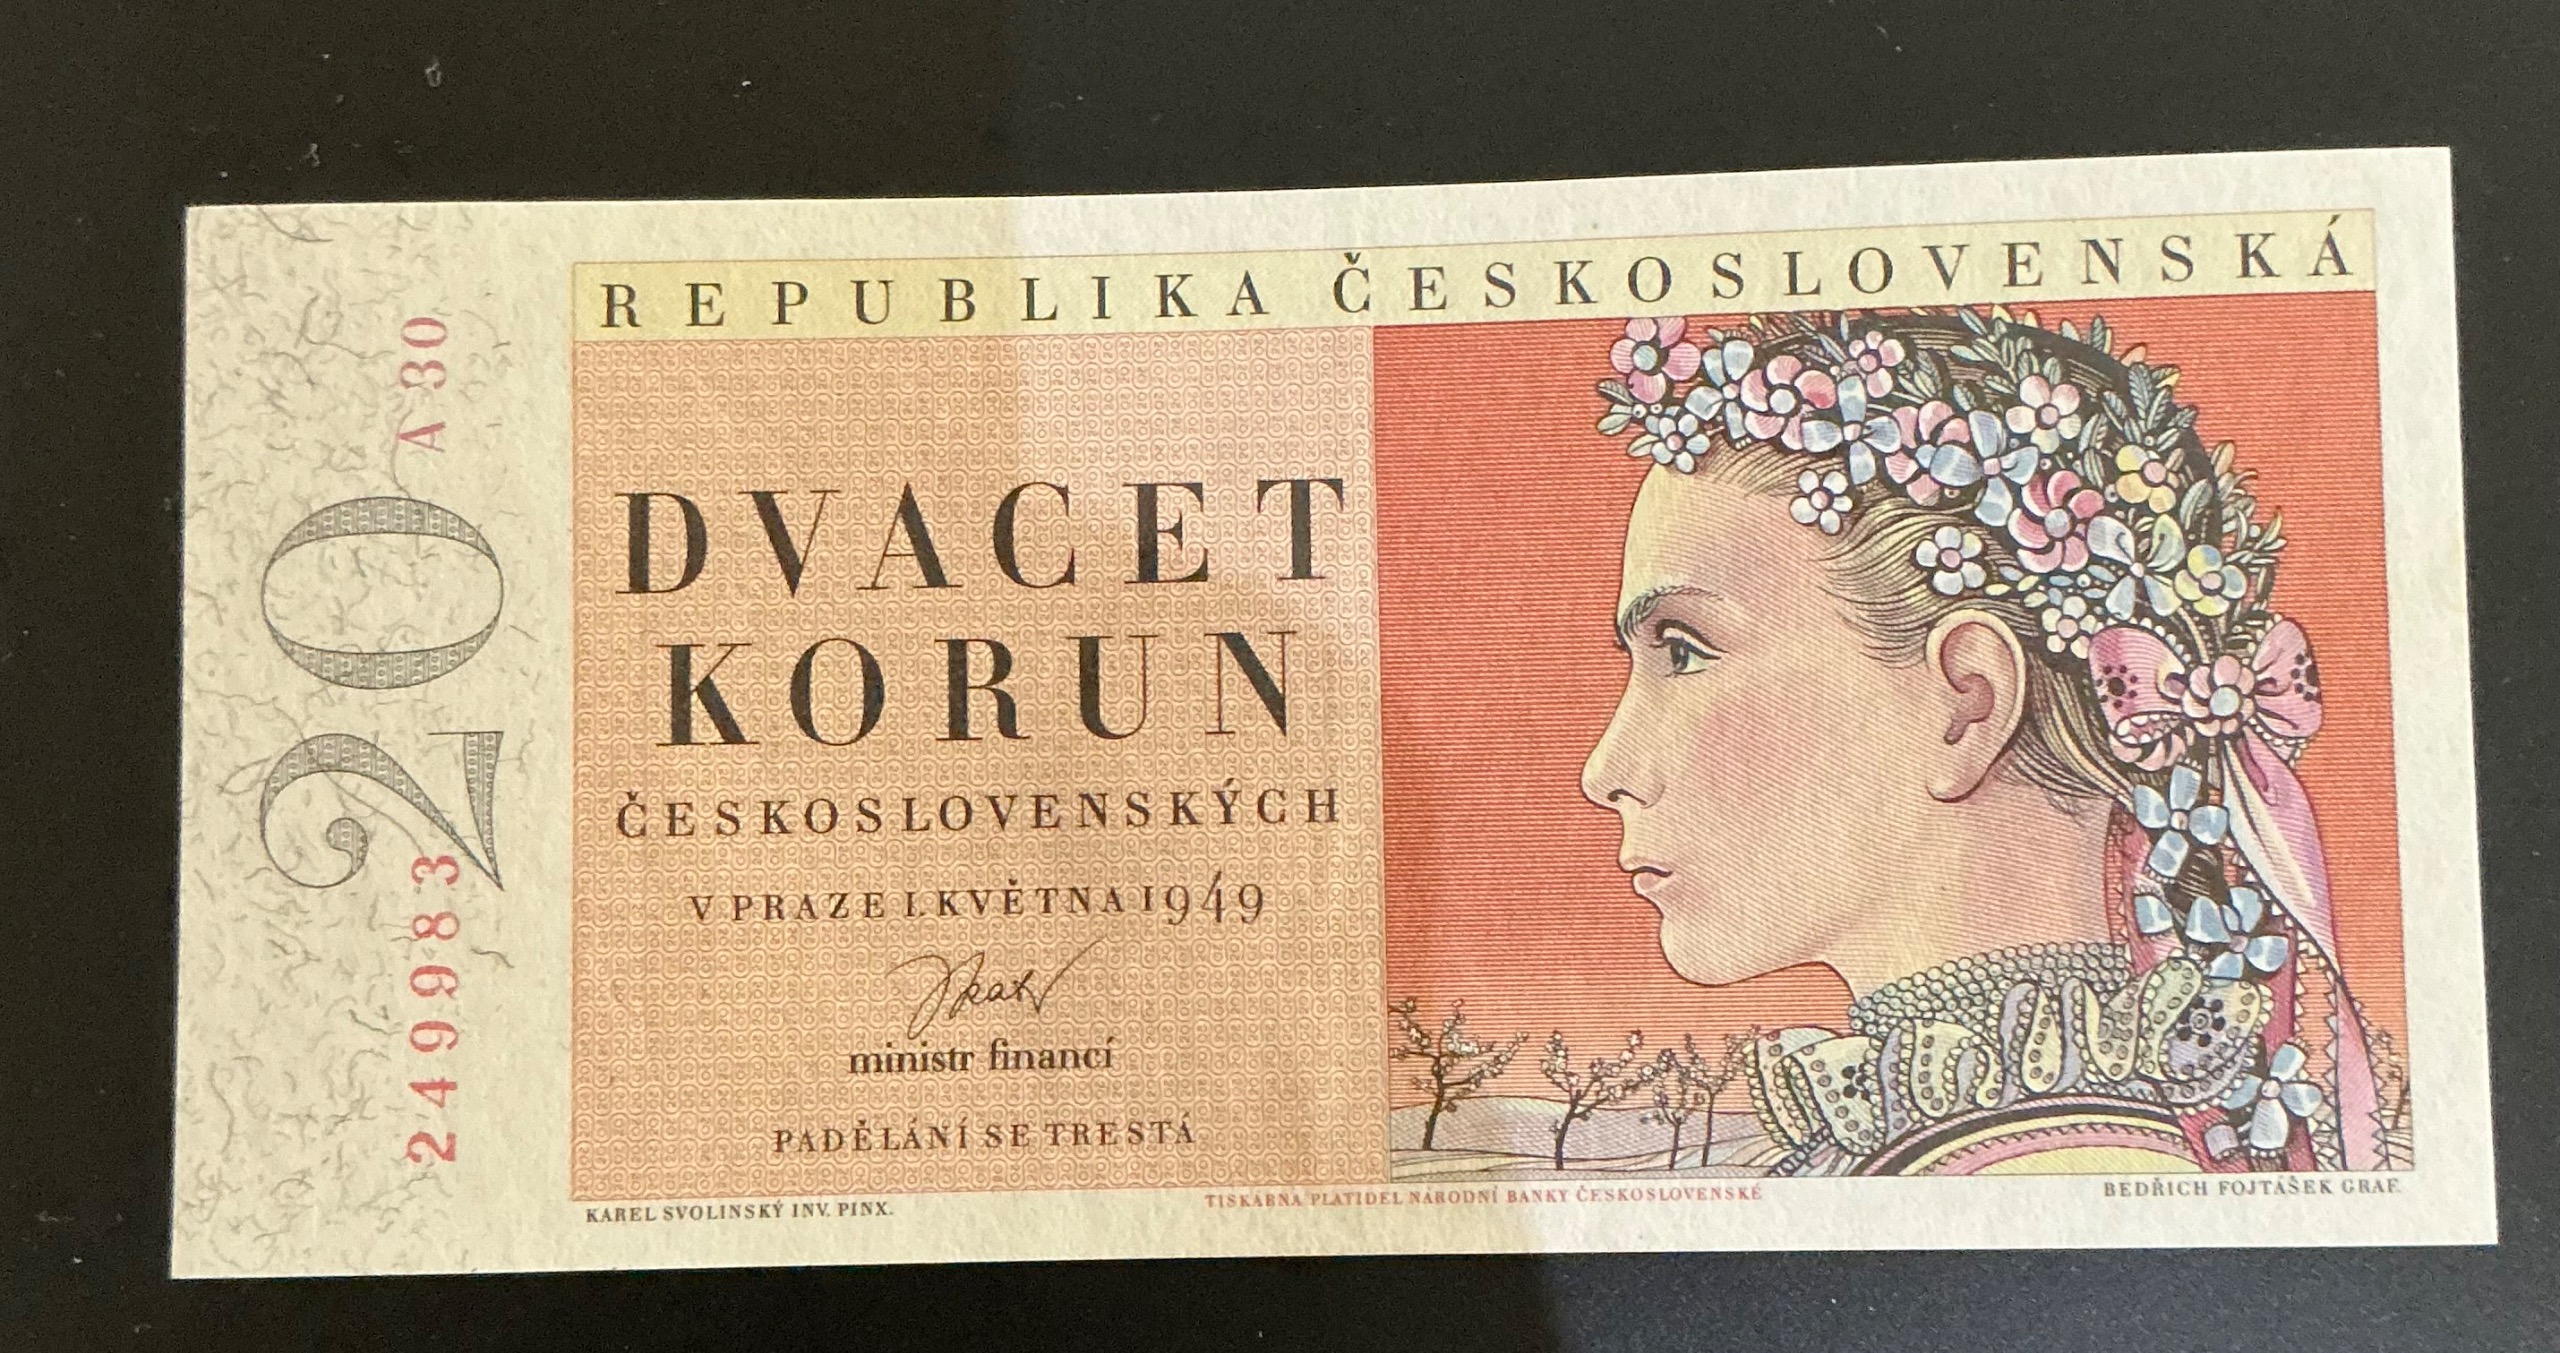 REPUBLIKA ČESKOSLOVENSKÁ
A 30
20
249983
DVACET
KORUN
ČESKOSLOVENSKÝCH
V PRAZE 1. KVĚTNA 1949
ministr financí
PADĚLÁNÍ SE TRESTÁ
KAREL SVOLINSKÝ INV. PINX.
TISKÁRNA PLATIDEL NÁRODNÍ BANKY ČESKOSLOVENSKÉ
BEDŘICH FOJTÁŠEK GRAF.